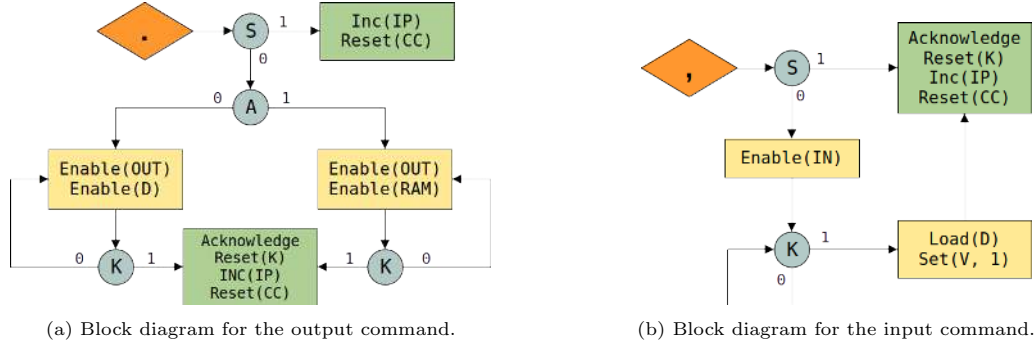 .
S
1
Inc(IP)
Reset(CC)
0
0
A
1
Enable(OUT)
Enable(D)
Enable(OUT)
Enable(RAM)
0
K
1
Acknowledge
Reset(K)
INC(IP)
Reset(CC)
1
K
0
(a) Block diagram for the output command.
,
S
1
Acknowledge
Reset(K)
Inc(IP)
Reset(CC)
0
Enable(IN)
K
1
Load(D)
Set(V, 1)
0
(b) Block diagram for the input command.